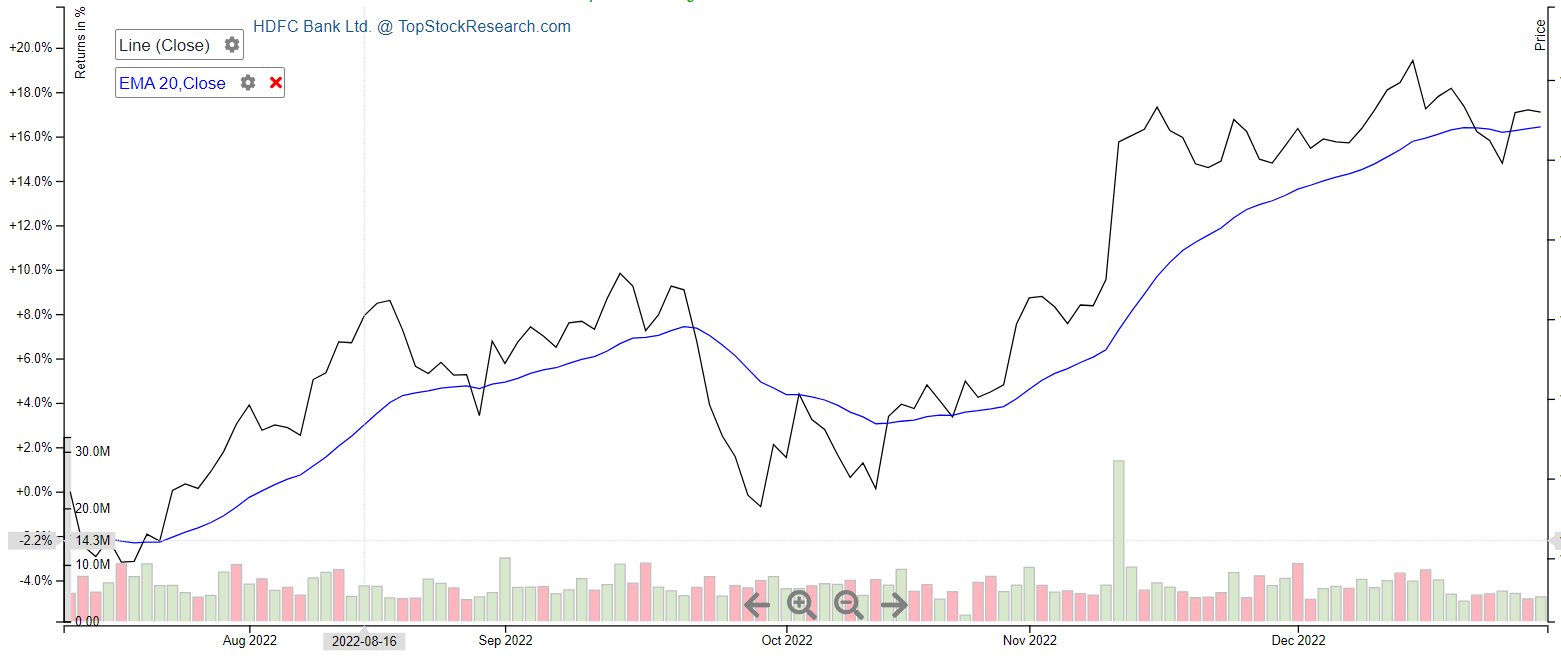 HDFC Bank Ltd. @ TopStockResearch.com
Line (Close)
EMA 20,Close
Returns in %
Price
+20.0%
+18.0%
+16.0%
+14.0%
+12.0%
+10.0%
+8.0%
+6.0%
+4.0%
+2.0%
+0.0%
-2.2%
-4.0%
30.0M
20.0M
14.3M
10.0M
0.00
Aug 2022
2022-08-16
Sep 2022
Oct 2022
Nov 2022
Dec 2022